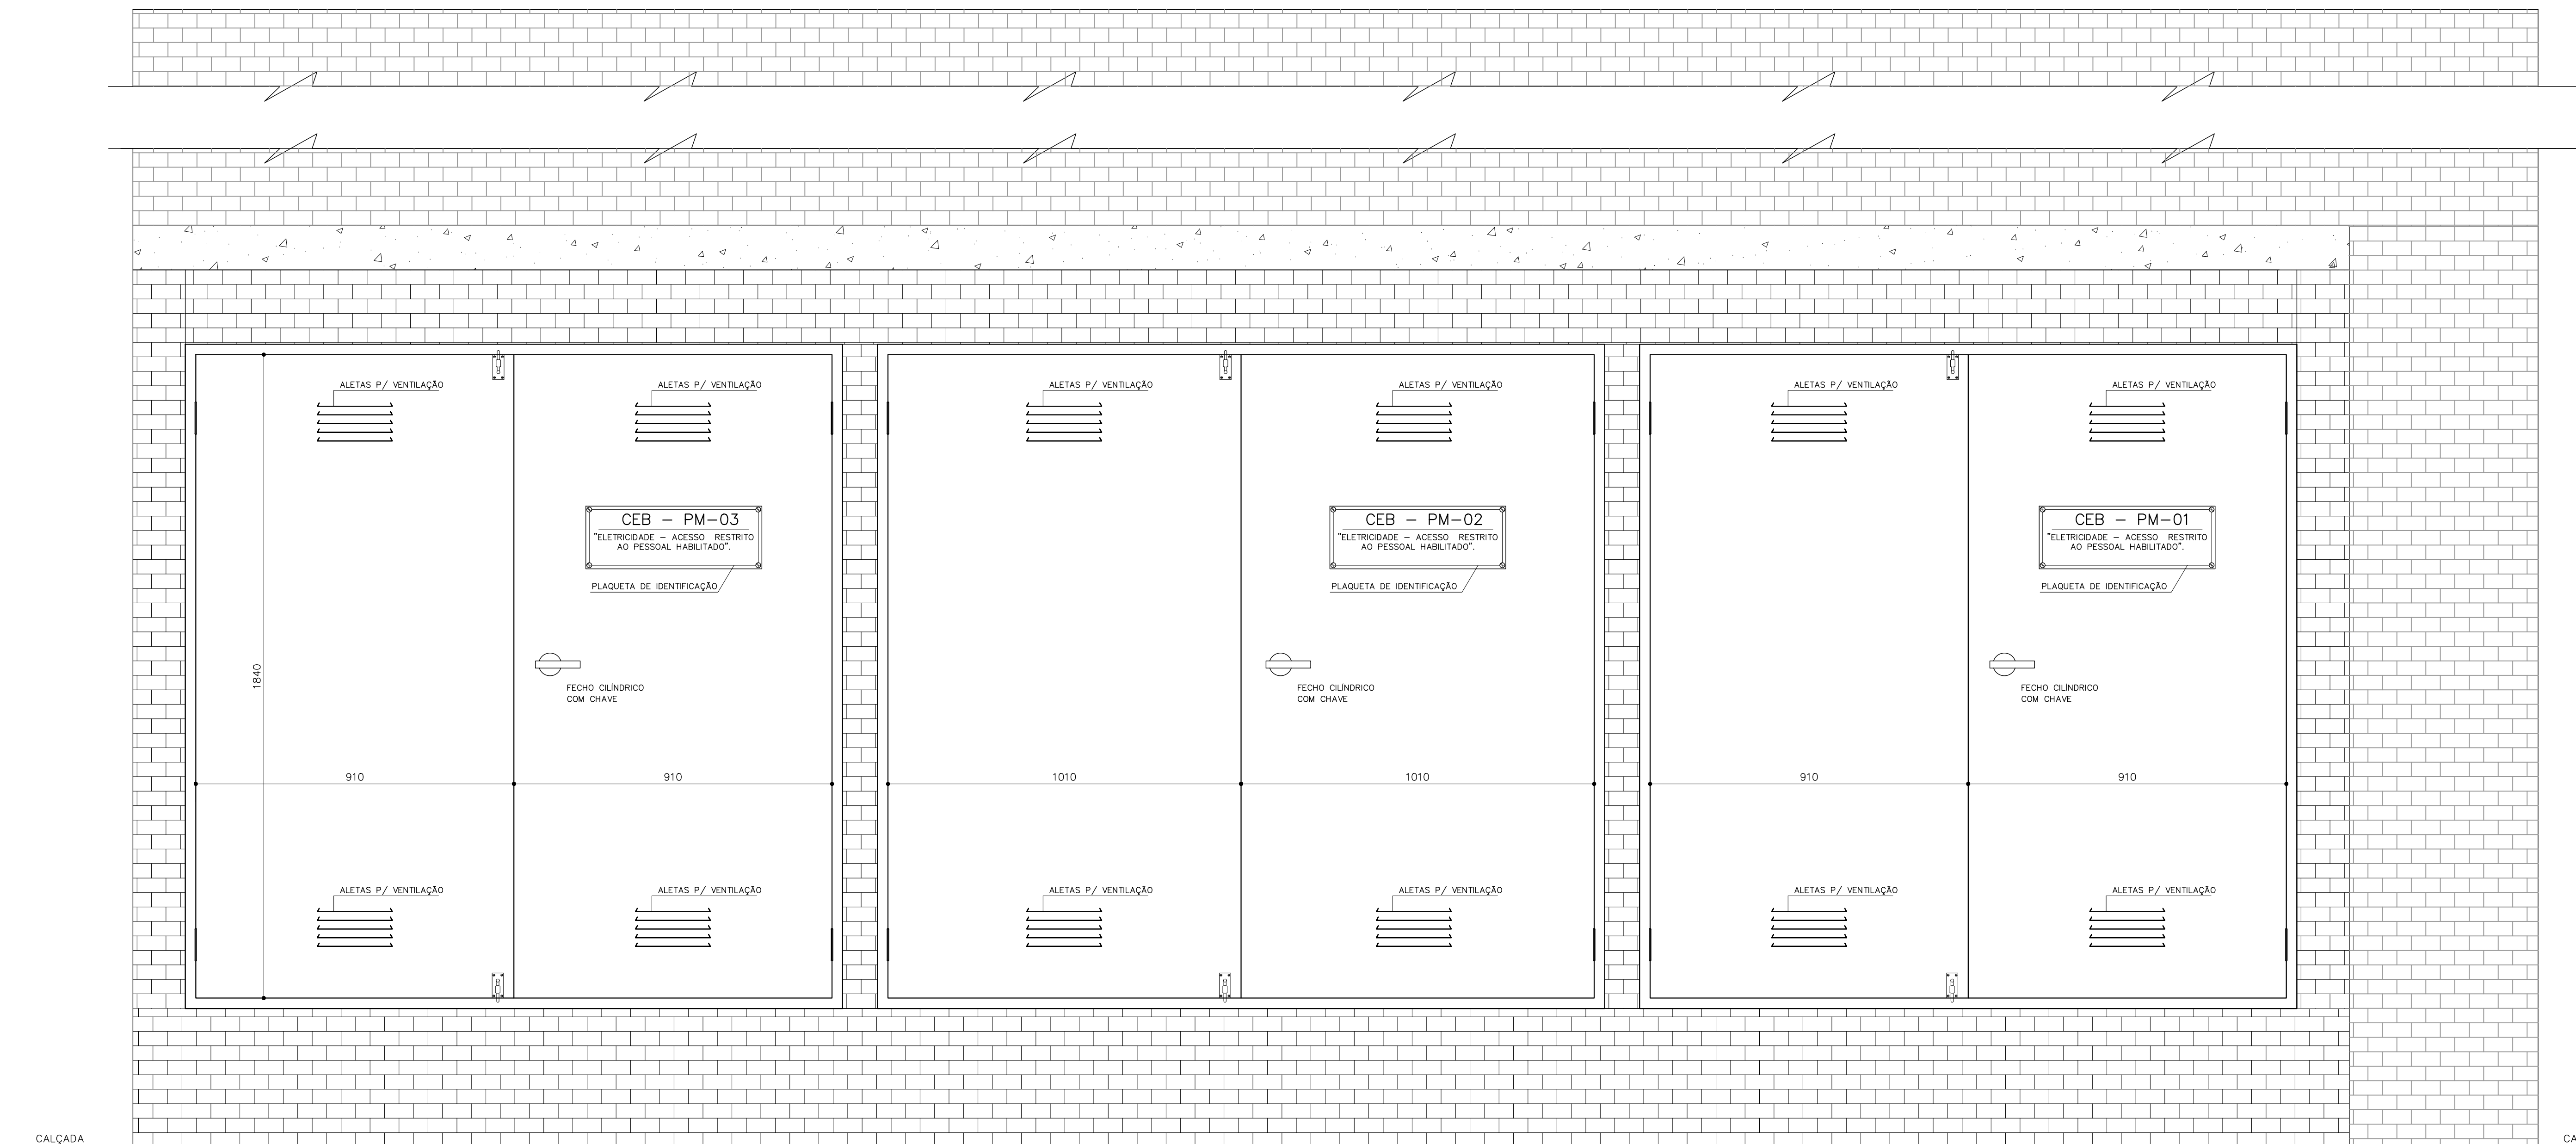 ALETAS P/ VENTILAÇÃO
ALETAS P/ VENTILAÇÃO
ALETAS P/ VENTILAÇÃO
ALETAS P/ VENTILAÇÃO
ALETAS P/ VENTILAÇÃO
ALETAS P/ VENTILAÇÃO
CEB - PM-03
"ELETRICIDADE - ACESSO RESTRITO
AO PESSOAL HABILITADO".
PLAQUETA DE IDENTIFICAÇÃO
CEB - PM-02
"ELETRICIDADE - ACESSO RESTRITO
AO PESSOAL HABILITADO".
PLAQUETA DE IDENTIFICAÇÃO
CEB - PM-01
"ELETRICIDADE - ACESSO RESTRITO
AO PESSOAL HABILITADO".
PLAQUETA DE IDENTIFICAÇÃO
1840
FECHO CILÍNDRICO
COM CHAVE
FECHO CILÍNDRICO
COM CHAVE
FECHO CILÍNDRICO
COM CHAVE
910
910
1010
1010
910
910
ALETAS P/ VENTILAÇÃO
ALETAS P/ VENTILAÇÃO
ALETAS P/ VENTILAÇÃO
ALETAS P/ VENTILAÇÃO
ALETAS P/ VENTILAÇÃO
ALETAS P/ VENTILAÇÃO
CALÇADA